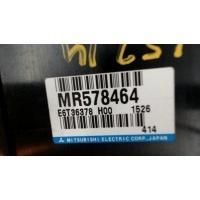 MR578464
E6T36378 H00 1526
414
MITSUBISHI ELECTRIC CORP. JAPAN